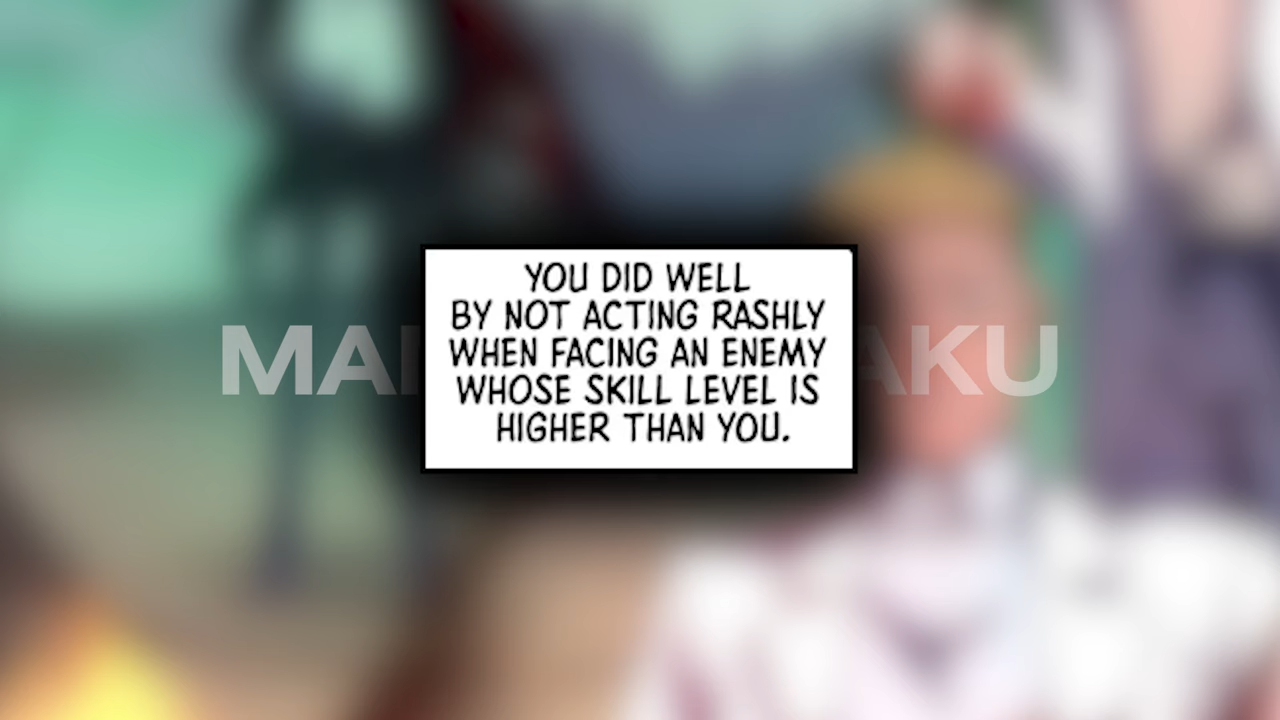 YOU DID WELL
BY NOT ACTING RASHLY
WHEN FACING AN ENEMY
WHOSE SKILL LEVEL IS
HIGHER THAN YOU.